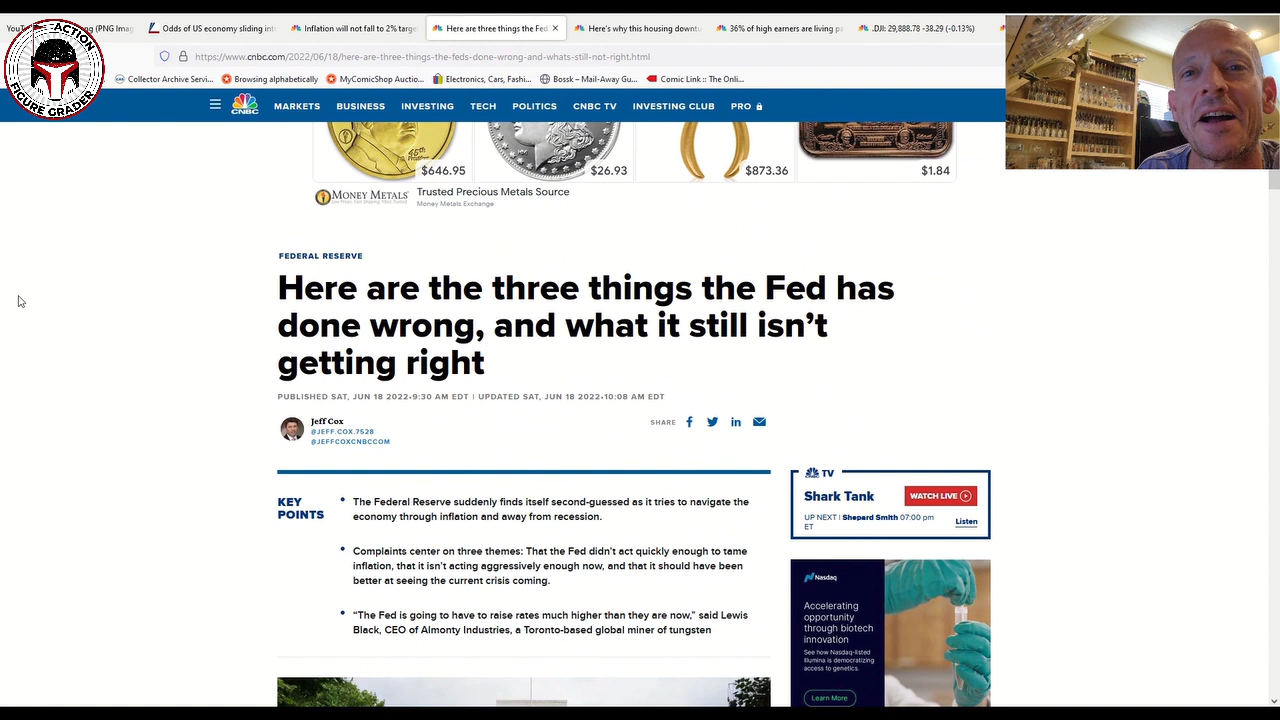 Odds of US economy sliding into
Inflation will not fall to 2% targe
Here are three things the Fed
Here's why this housing downtu
36% of high earners are living pa
.DJI: 29,888.78 -38.29 (-0.13%)
ACTION
FIGURE GRADER
https://www.cnbc.com/2022/06/18/here-are-three-things-the-feds-done-wrong-and-whats-still-not-right.html
Collector Archive Servi...
Browsing alphabetically
MyComicShop Auctio...
Electronics, Cars, Fashi...
Bossk – Mail-Away Gu...
Comic Link :: The Onli...
CNBC
MARKETS
BUSINESS
INVESTING
TECH
POLITICS
CNBC TV
INVESTING CLUB
PRO
$646.95
$26.93
$873.36
$1.84
MONEY METALS
Trusted Precious Metals Source
Money Metals Exchange
FEDERAL RESERVE
Here are the three things the Fed has
done wrong, and what it still isn't
getting right
PUBLISHED SAT, JUN 18 2022•9:30 AM EDT | UPDATED SAT, JUN 18 2022•10:08 AM EDT
Jeff Cox
@JEFF.COX.7528
@JEFFCOXCNBCCOM
SHARE
KEY
POINTS
The Federal Reserve suddenly finds itself second-guessed as it tries to navigate the
economy through inflation and away from recession.
Complaints center on three themes: That the Fed didn't act quickly enough to tame
inflation, that it isn't acting aggressively enough now, and that it should have been
better at seeing the current crisis coming.
“The Fed is going to have to raise rates much higher than they are now,” said Lewis
Black, CEO of Almonty Industries, a Toronto-based global miner of tungsten
TV
Shark Tank
WATCH LIVE
UP NEXT | Shepard Smith 07:00 pm
ET
Listen
Nasdaq
Accelerating
opportunity
through biotech
innovation
See how Nasdaq-listed
Illumina is democratizing
access to genetics.
Learn More